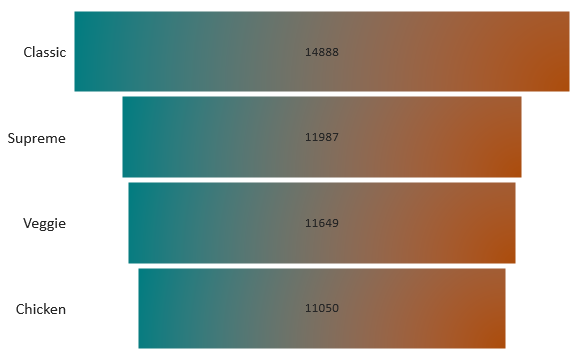 Classic 14888
Supreme 11987
Veggie 11649
Chicken 11050